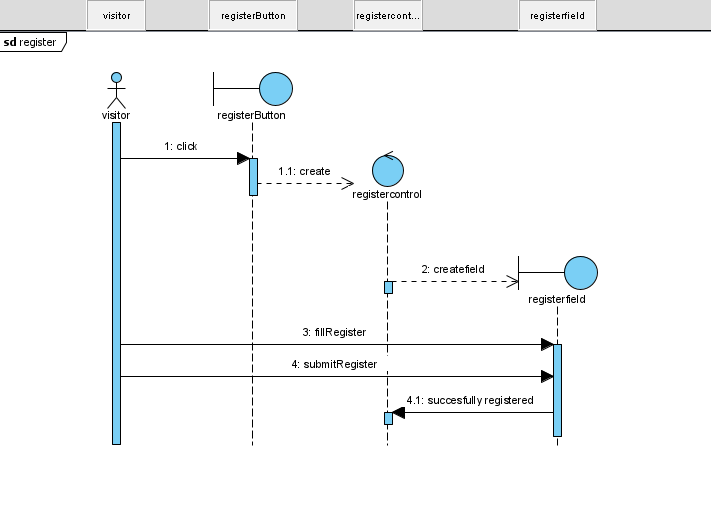 visitor
registerButton
registercont...
registerfield
sd register
visitor
registerButton
1: click
1.1: create
registercontrol
2: createfield
registerfield
3: fillRegister
4: submitRegister
4.1: succesfully registered